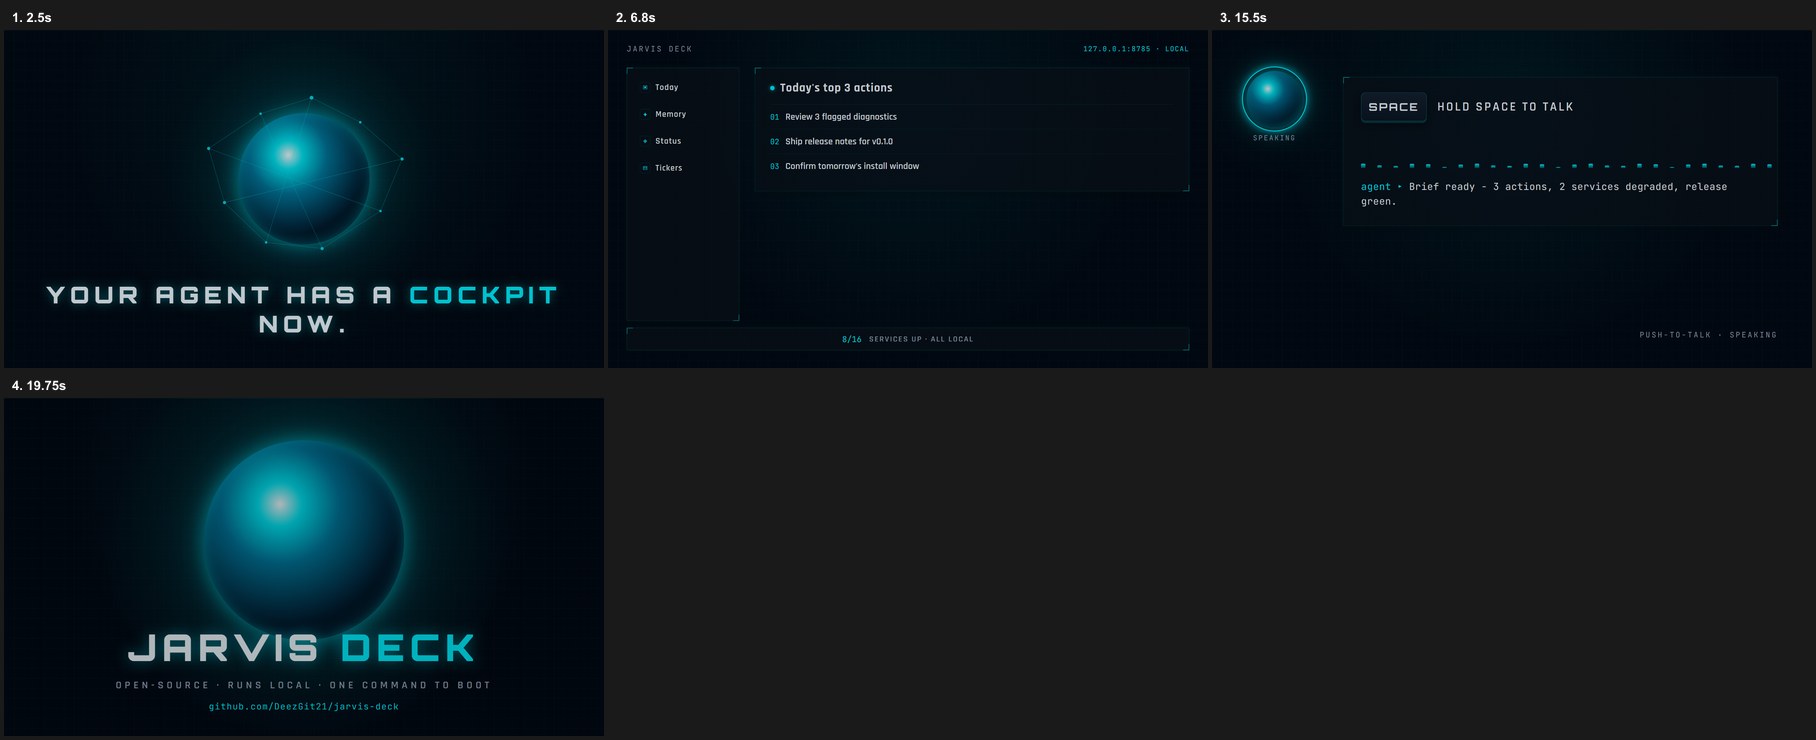 1. 2.5s
YOUR AGENT HAS A COCKPIT
NOW.
2. 6.8s
JARVIS DECK
127.0.0.1:8785 · LOCAL
Today
Memory
Status
Tickers
Today's top 3 actions
01 Review 3 flagged diagnostics
02 Ship release notes for v0.1.0
03 Confirm tomorrow's install window
8/16 SERVICES UP · ALL LOCAL
3. 15.5s
SPEAKING
SPACE HOLD SPACE TO TALK
agent ▸ Brief ready - 3 actions, 2 services degraded, release
green.
PUSH-TO-TALK · SPEAKING
4. 19.75s
JARVIS DECK
OPEN-SOURCE · RUNS LOCAL · ONE COMMAND TO BOOT
github.com/DeezGit21/jarvis-deck